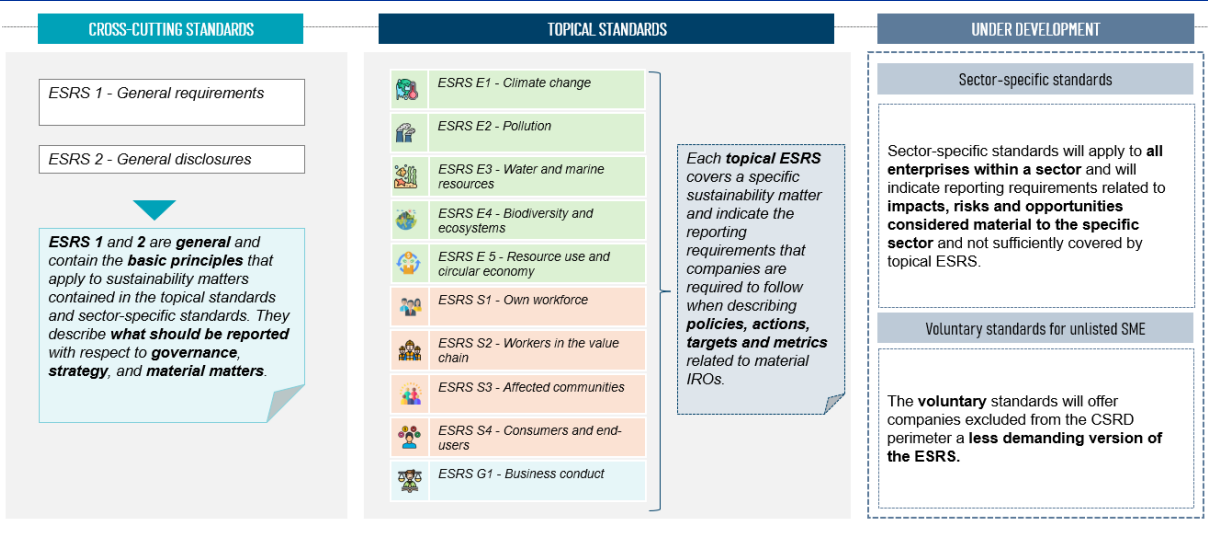 CROSS-CUTTING STANDARDS
ESRS 1 - General requirements
ESRS 2 - General disclosures
ESRS 1 and 2 are general and
contain the basic principles that
apply to sustainability matters
contained in the topical standards
and sector-specific standards. They
describe what should be reported
with respect to governance,
strategy, and material matters.
TOPICAL STANDARDS
ESRS E1 - Climate change
ESRS E2 - Pollution
ESRS E3 - Water and marine
resources
ESRS E4 - Biodiversity and
ecosystems
ESRS E 5 - Resource use and
circular economy
ESRS S1 - Own workforce
ESRS S2 - Workers in the value
chain
ESRS S3 - Affected communities
ESRS S4 - Consumers and end-
users
ESRS G1 - Business conduct
Each topical ESRS
covers a specific
sustainability matter
and indicate the
reporting
requirements that
companies are
required to follow
when describing
policies, actions,
targets and metrics
related to material
IROs.
UNDER DEVELOPMENT
Sector-specific standards
Sector-specific standards will apply to all
enterprises within a sector and will
indicate reporting requirements related to
impacts, risks and opportunities
considered material to the specific
sector and not sufficiently covered by
topical ESRS.
Voluntary standards for unlisted SME
The voluntary standards will offer
companies excluded from the CSRD
perimeter a less demanding version of
the ESRS.